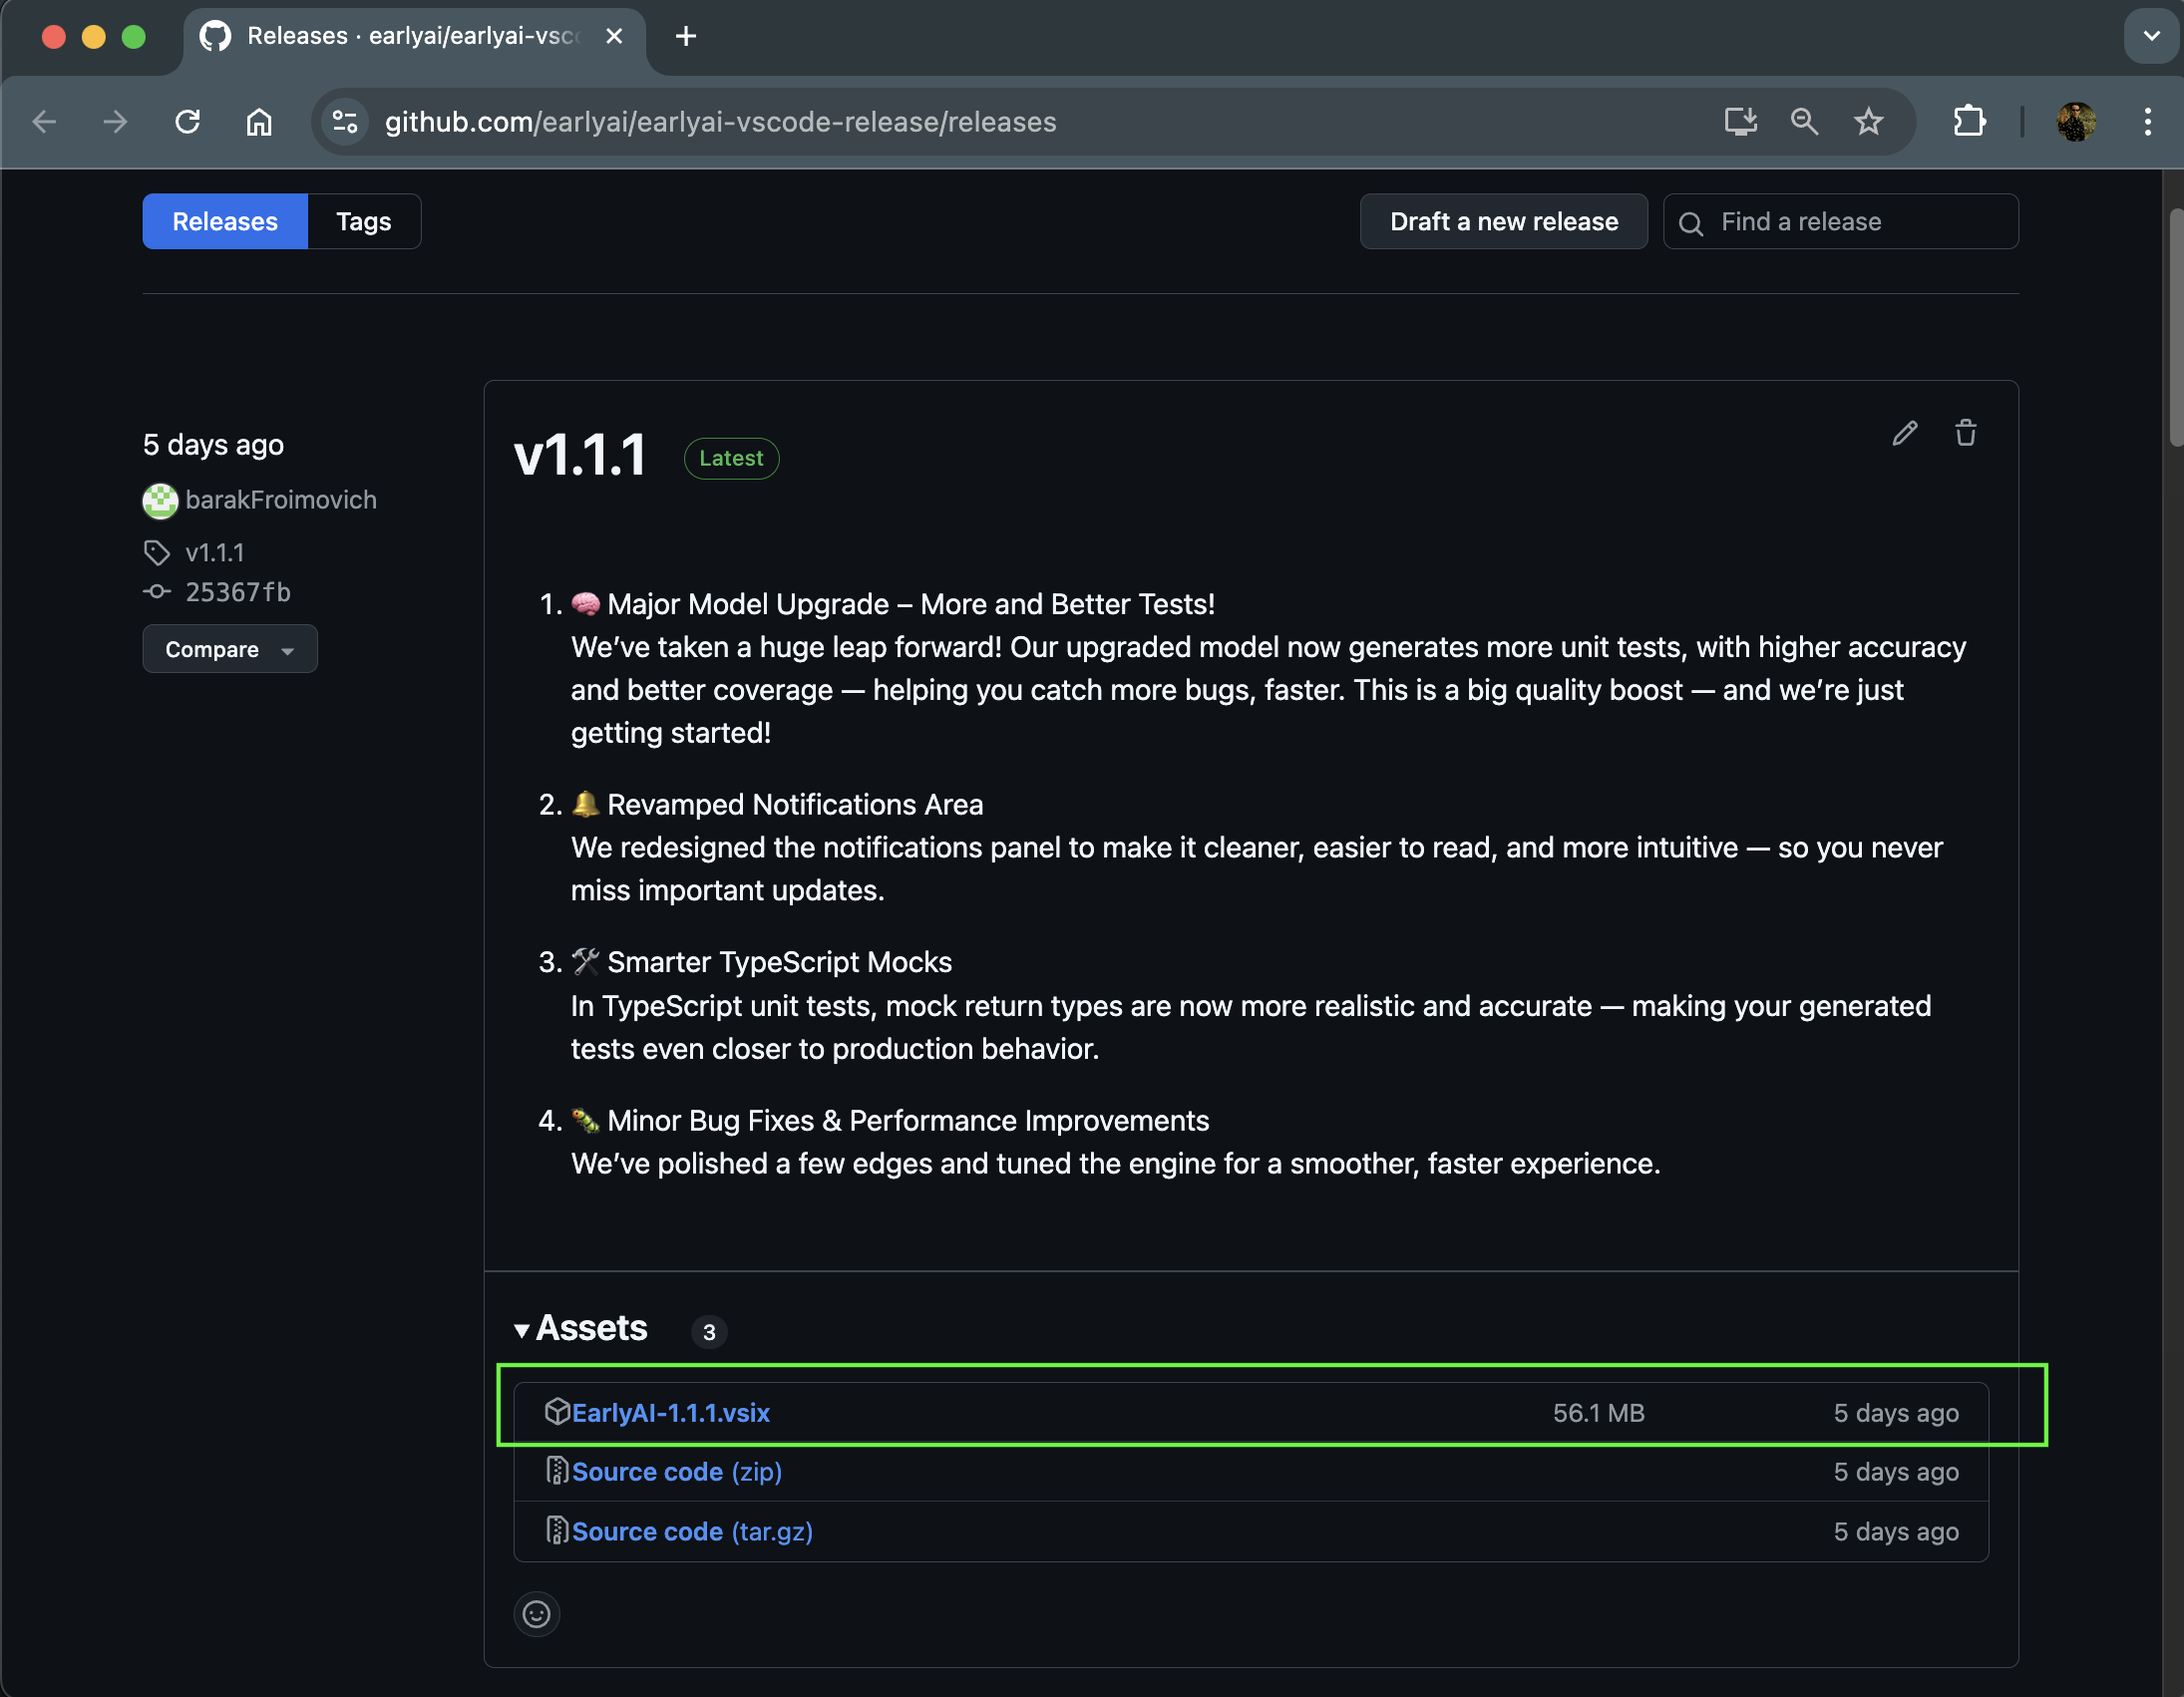 Releases · earlyai/earlyai-vsc
github.com/earlyai/earlyai-vscode-release/releases
Releases
Tags
Draft a new release
Find a release
5 days ago
barakFroimovich
v1.1.1
25367fb
Compare
v1.1.1
Latest
1. 🧠 Major Model Upgrade – More and Better Tests!
We’ve taken a huge leap forward! Our upgraded model now generates more unit tests, with higher accuracy
and better coverage — helping you catch more bugs, faster. This is a big quality boost — and we’re just
getting started!
2. 🔔 Revamped Notifications Area
We redesigned the notifications panel to make it cleaner, easier to read, and more intuitive — so you never
miss important updates.
3. 🛠 Smarter TypeScript Mocks
In TypeScript unit tests, mock return types are now more realistic and accurate — making your generated
tests even closer to production behavior.
4. 🐛 Minor Bug Fixes & Performance Improvements
We’ve polished a few edges and tuned the engine for a smoother, faster experience.
Assets 3
EarlyAI-1.1.1.vsix 56.1 MB 5 days ago
Source code (zip) 5 days ago
Source code (tar.gz) 5 days ago